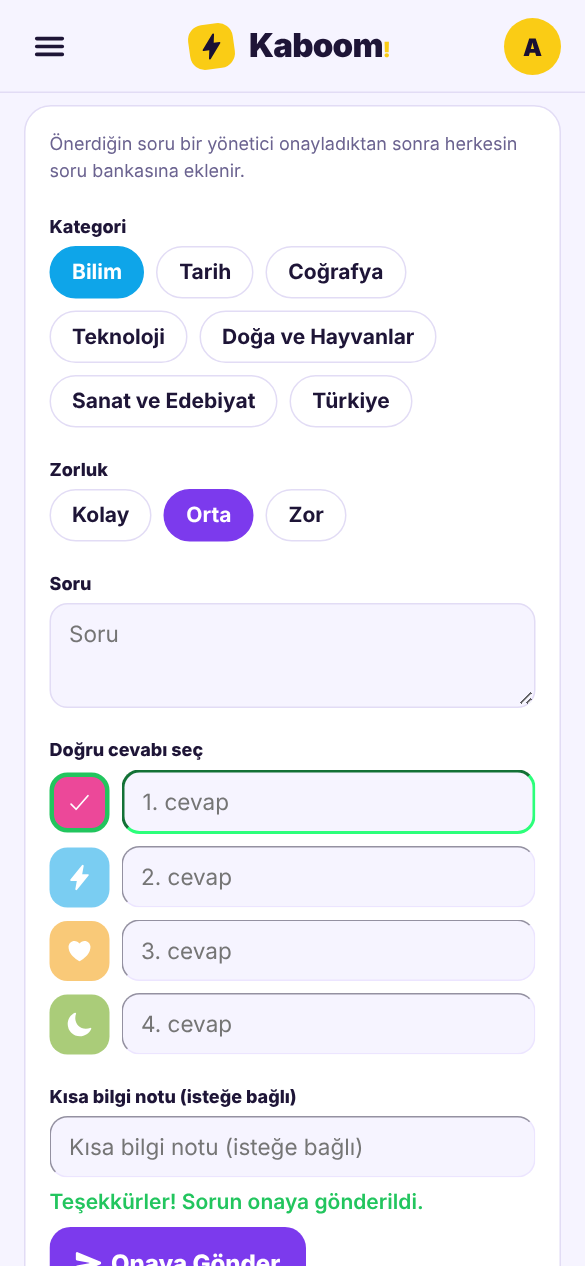 Kaboom!
A
Önerdiğin soru bir yönetici onayladıktan sonra herkesin
soru bankasına eklenir.
Kategori
Bilim
Tarih
Coğrafya
Teknoloji
Doğa ve Hayvanlar
Sanat ve Edebiyat
Türkiye
Zorluk
Kolay
Orta
Zor
Soru
Soru
Doğru cevabı seç
1. cevap
2. cevap
3. cevap
4. cevap
Kısa bilgi notu (isteğe bağlı)
Kısa bilgi notu (isteğe bağlı)
Teşekkürler! Sorun onaya gönderildi.
Onaya Gönder